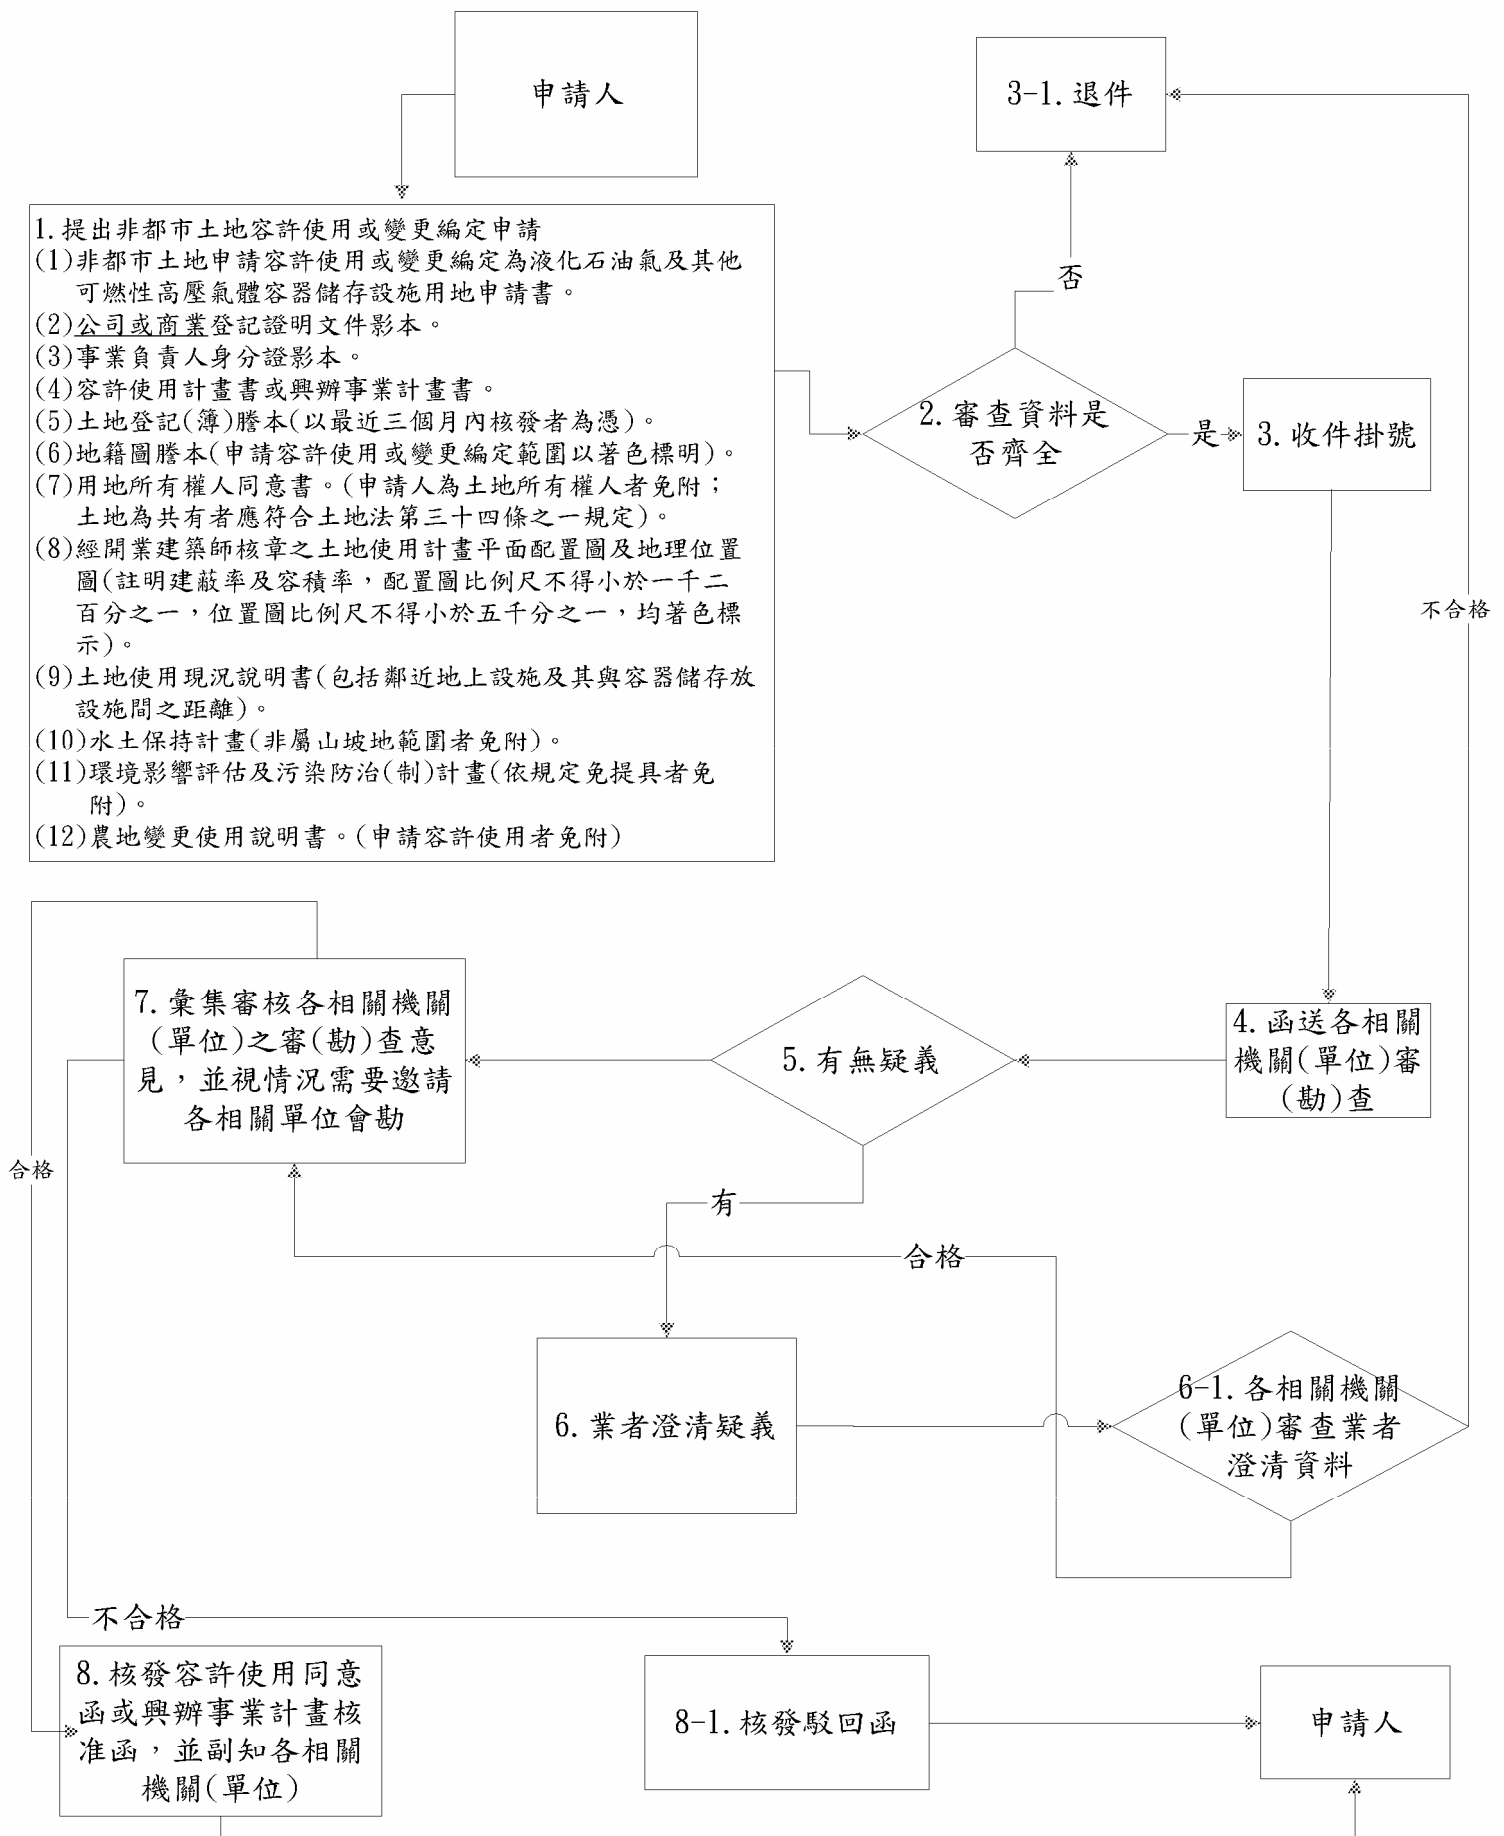 申請人
3-1.退件
1.提出非都市土地容許使用或變更編定申請
(1)非都市土地申請容許使用或變更編定為液化石油氣及其他
可燃性高壓氣體容器儲存設施用地申請書。
(2)公司或商業登記證明文件影本。
(3)事業負責人身分證影本。
(4)容許使用計畫書或興辦事業計畫書。
(5)土地登記(簿)謄本(以最近三個月內核發者為憑)。
(6)地籍圖謄本(申請容許使用或變更編定範圍以著色標明)。
(7)用地所有權人同意書。(申請人為土地所有權人者免附；
土地為共有者應符合土地法第三十四條之一規定)。
(8)經開業建築師核章之土地使用計畫平面配置圖及地理位置
圖(註明建蔽率及容積率，配置圖比例尺不得小於一千二
百分之一，位置圖比例尺不得小於五千分之一，均著色標
示)。
(9)土地使用現況說明書(包括鄰近地上設施及其與容器儲存放
設施間之距離)。
(10)水土保持計畫(非屬山坡地範圍者免附)。
(11)環境影響評估及污染防治(制)計畫(依規定免提具者免
附)。
(12)農地變更使用說明書。(申請容許使用者免附)
否
2.審查資料是
否齊全
是
3.收件掛號
不合格
4.函送各相關
機關(單位)審
(勘)查
5.有無疑義
7.彙集審核各相關機關
(單位)之審(勘)查意
見，並視情況需要邀請
各相關單位會勘
合格
有
合格
6.業者澄清疑義
6-1.各相關機關
(單位)審查業者
澄清資料
不合格
8.核發容許使用同意
函或興辦事業計畫核
准函，並副知各相關
機關(單位)
8-1.核發駁回函
申請人